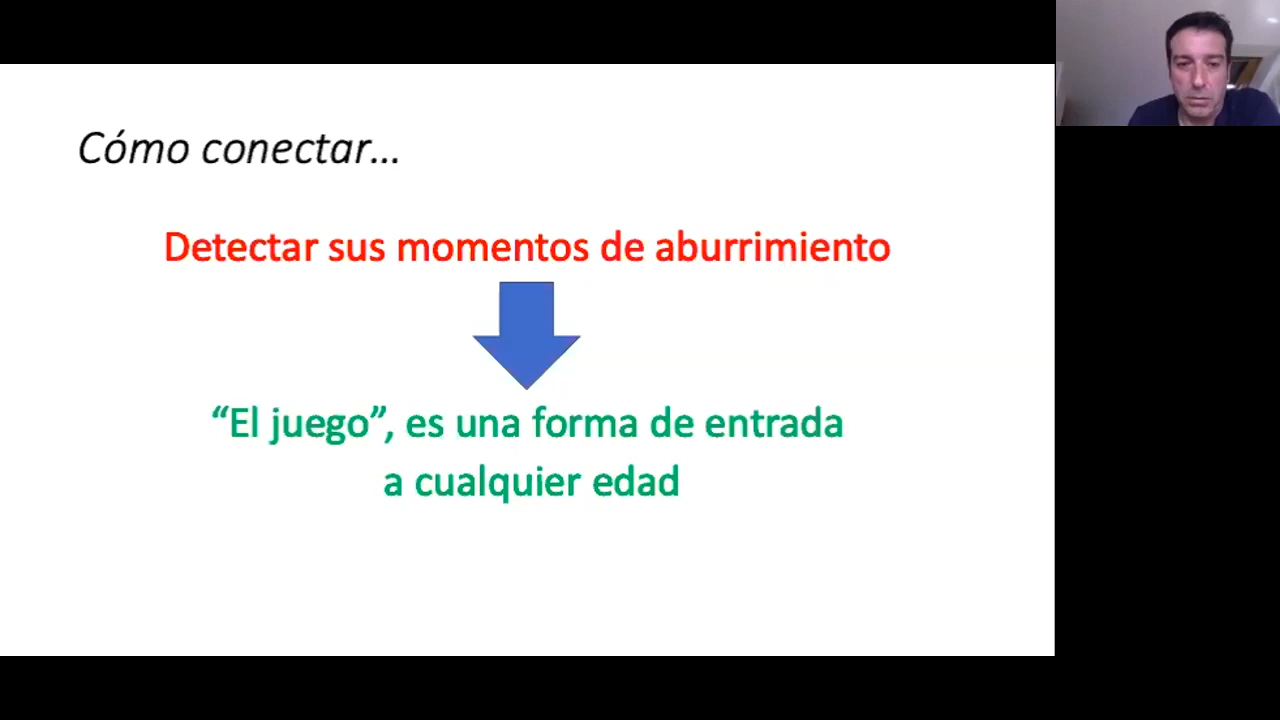 Cómo conectar...
Detectar sus momentos de aburrimiento
“El juego”, es una forma de entrada
a cualquier edad